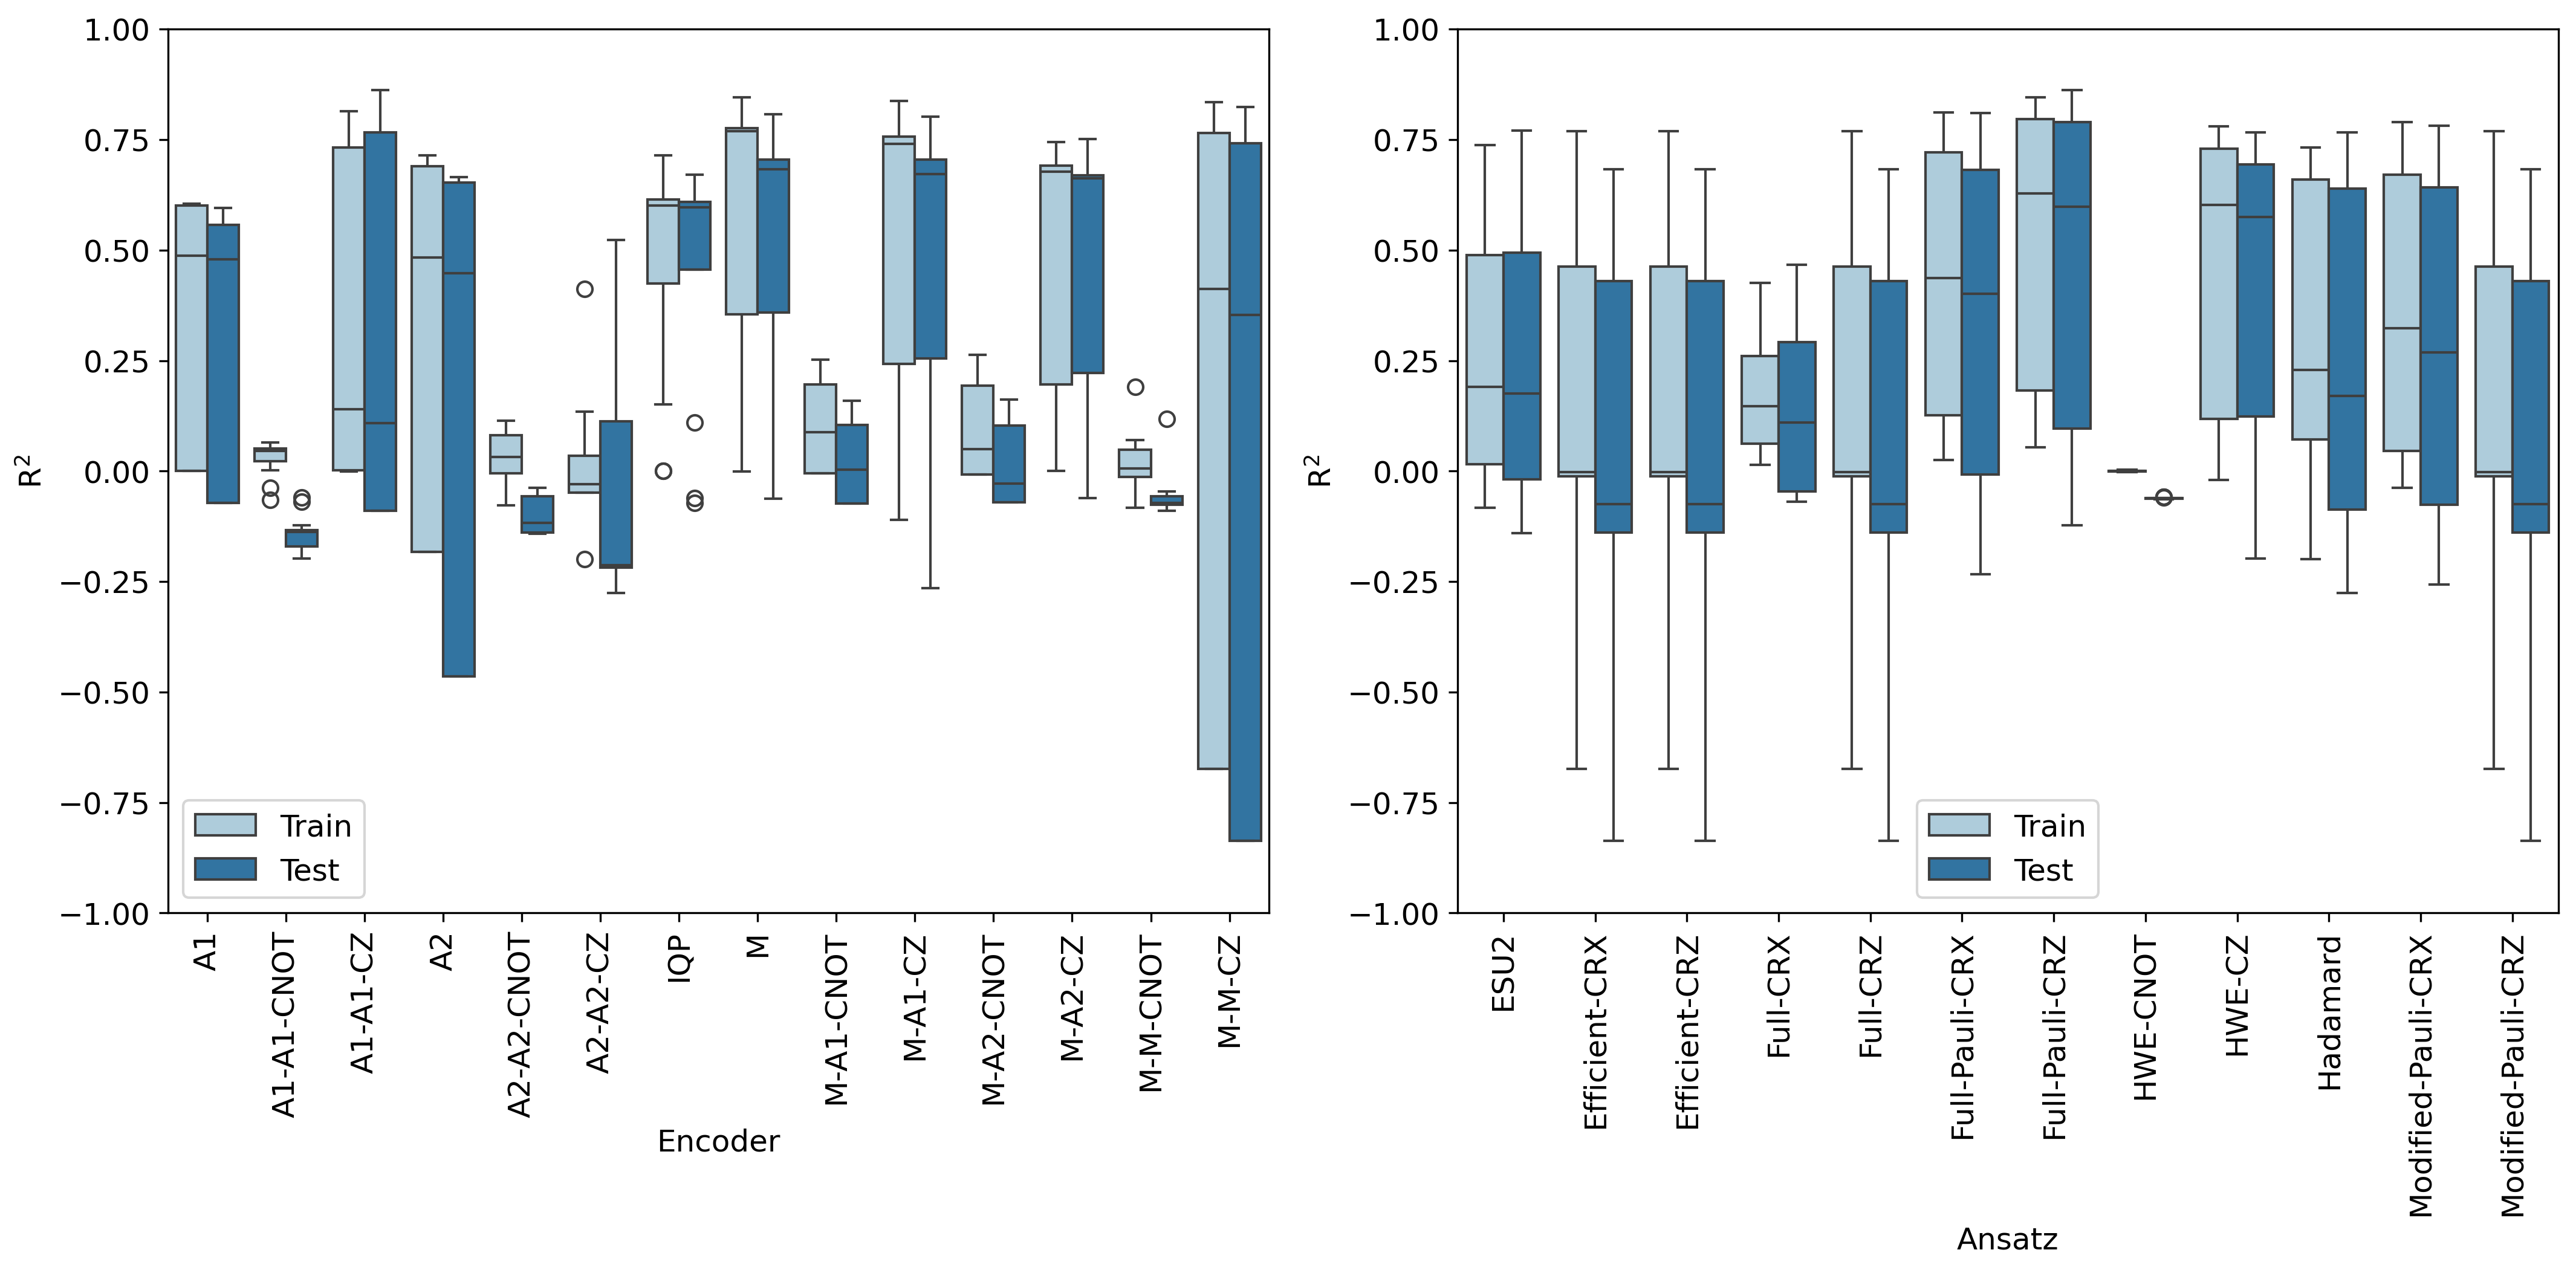 1.00
0.75
0.50
0.25
0.00
−0.25
−0.50
−0.75
−1.00
R²
Train
Test
A1
A1-A1-CNOT
A1-A1-CZ
A2
A2-A2-CNOT
A2-A2-CZ
IQP
M
M-A1-CNOT
M-A1-CZ
M-A2-CNOT
M-A2-CZ
M-M-CNOT
M-M-CZ
Encoder
1.00
0.75
0.50
0.25
0.00
−0.25
−0.50
−0.75
−1.00
R²
Train
Test
ESU2
Efficient-CRX
Efficient-CRZ
Full-CRX
Full-CRZ
Full-Pauli-CRX
Full-Pauli-CRZ
HWE-CNOT
HWE-CZ
Hadamard
Modified-Pauli-CRX
Modified-Pauli-CRZ
Ansatz